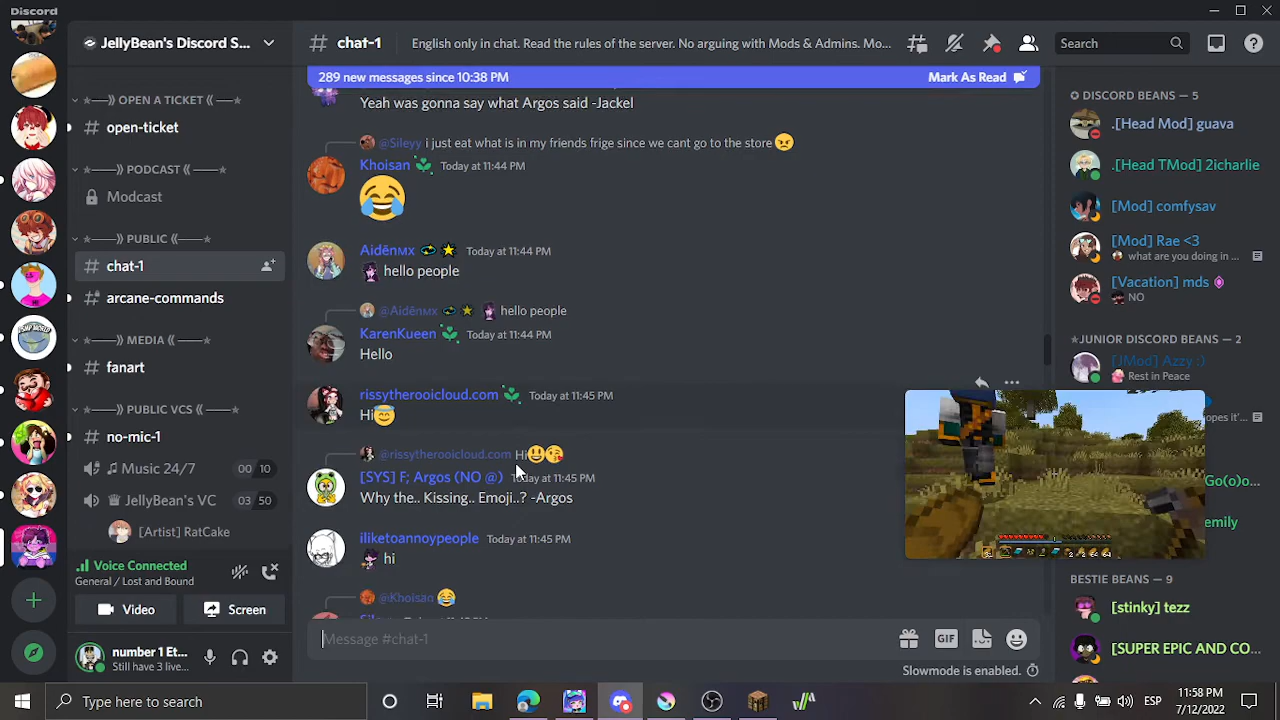 Discord
JellyBean's Discord S...
chat-1
English only in chat. Read the rules of the server. No arguing with Mods & Admins. Mo...
Search
289 new messages since 10:38 PM
Mark As Read
OPEN A TICKET
open-ticket
PODCAST
Modcast
PUBLIC
chat-1
arcane-commands
MEDIA
fanart
PUBLIC VCS
no-mic-1
Music 24/7
00 10
JellyBean's VC
03 50
[Artist] RatCake
Voice Connected
General / Lost and Bound
Video
Screen
number 1 Et...
Still have 3 live...
Yeah was gonna say what Argos said -Jackel
@Sileyy i just eat what is in my friends frige since we cant go to the store
Khoisan Today at 11:44 PM
Aidēnмx Today at 11:44 PM
hello people
@Aidēnмx hello people
KarenKueen Today at 11:44 PM
Hello
rissytherooicloud.com Today at 11:45 PM
Hi
@rissytherooicloud.com Hi
[SYS] F; Argos (NO @) Today at 11:45 PM
Why the.. Kissing.. Emoji..? -Argos
iliketoannoypeople Today at 11:45 PM
hi
@Khoisan
Message #chat-1
GIF
Slowmode is enabled.
DISCORD BEANS — 5
.[Head Mod] guava
.[Head TMod] 2icharlie
[Mod] comfysav
[Mod] Rae <3
what are you doing in ...
[Vacation] mds
NO
JUNIOR DISCORD BEANS — 2
[JMod] Azzy :)
Rest in Peace
opes it'...
Go(o)o...
emily
BESTIE BEANS — 9
[stinky] tezz
[SUPER EPIC AND CO...
Type here to search
ESP
11:58 PM
7/12/2022